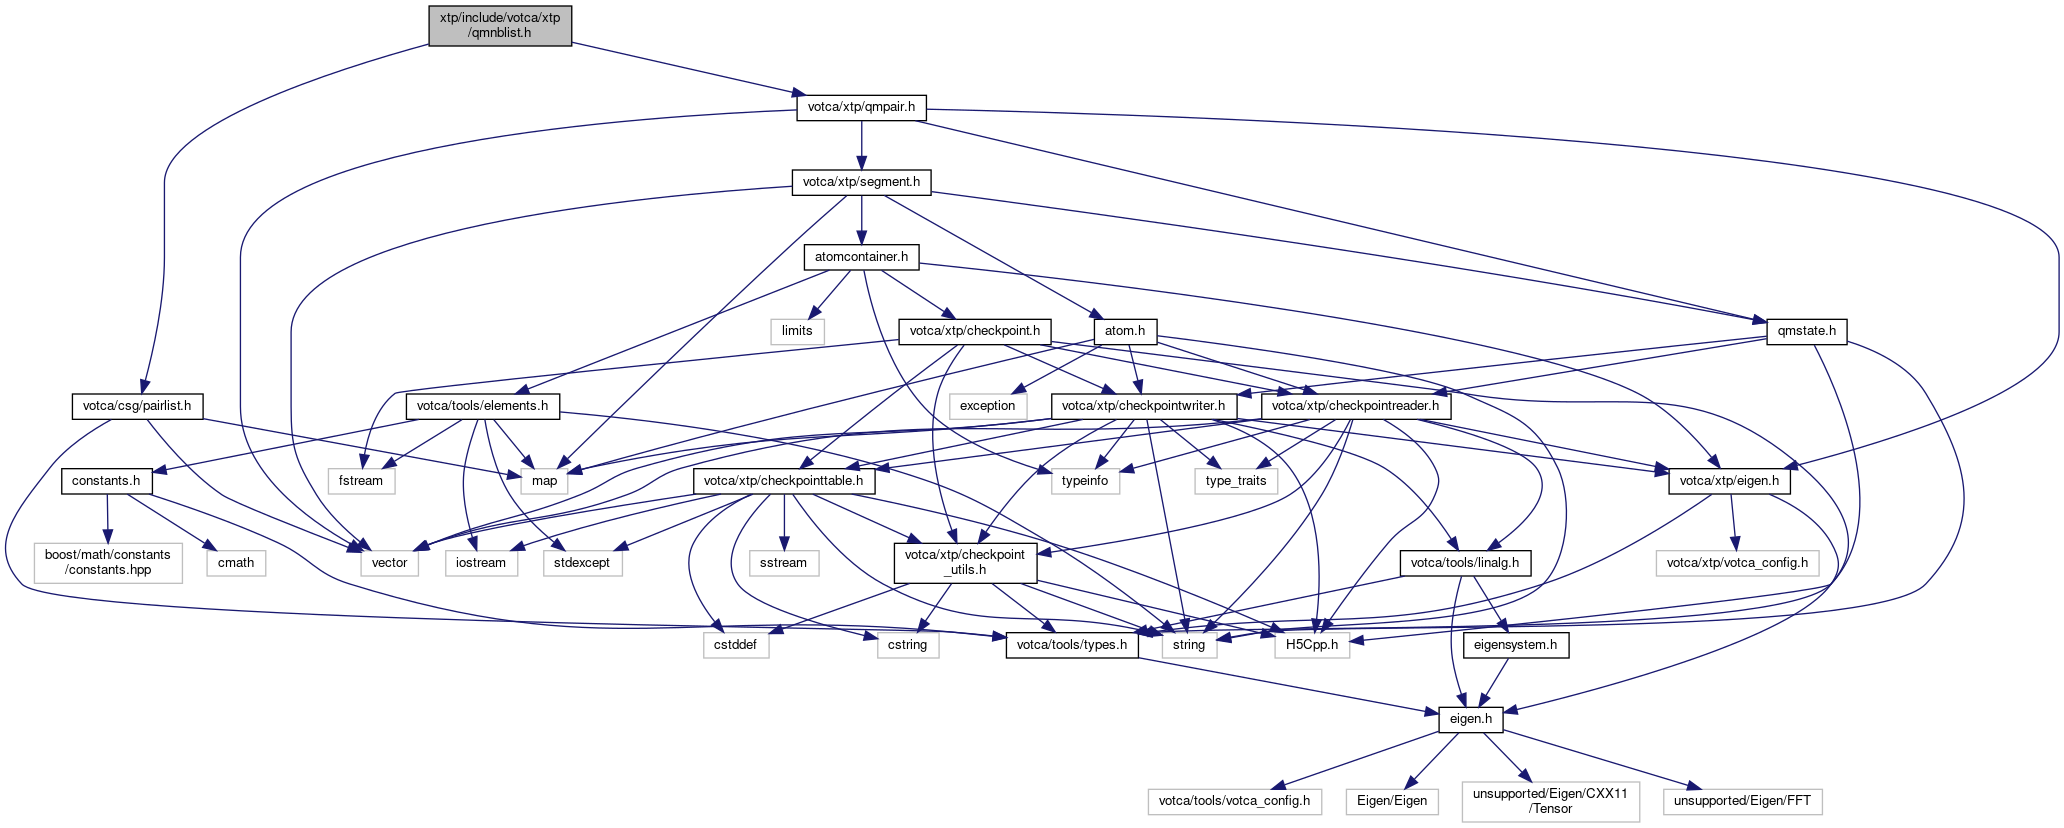 xtp/include/votca/xtp
/qmnblist.h
votca/xtp/qmpair.h
votca/xtp/segment.h
atomcontainer.h
limits
votca/xtp/checkpoint.h
atom.h
qmstate.h
votca/csg/pairlist.h
votca/tools/elements.h
exception
votca/xtp/checkpointwriter.h
votca/xtp/checkpointreader.h
constants.h
fstream
map
votca/xtp/checkpointtable.h
typeinfo
type_traits
votca/xtp/eigen.h
boost/math/constants
/constants.hpp
cmath
vector
iostream
stdexcept
sstream
votca/xtp/checkpoint
_utils.h
votca/tools/linalg.h
votca/xtp/votca_config.h
cstddef
cstring
votca/tools/types.h
string
H5Cpp.h
eigensystem.h
eigen.h
votca/tools/votca_config.h
Eigen/Eigen
unsupported/Eigen/CXX11
/Tensor
unsupported/Eigen/FFT